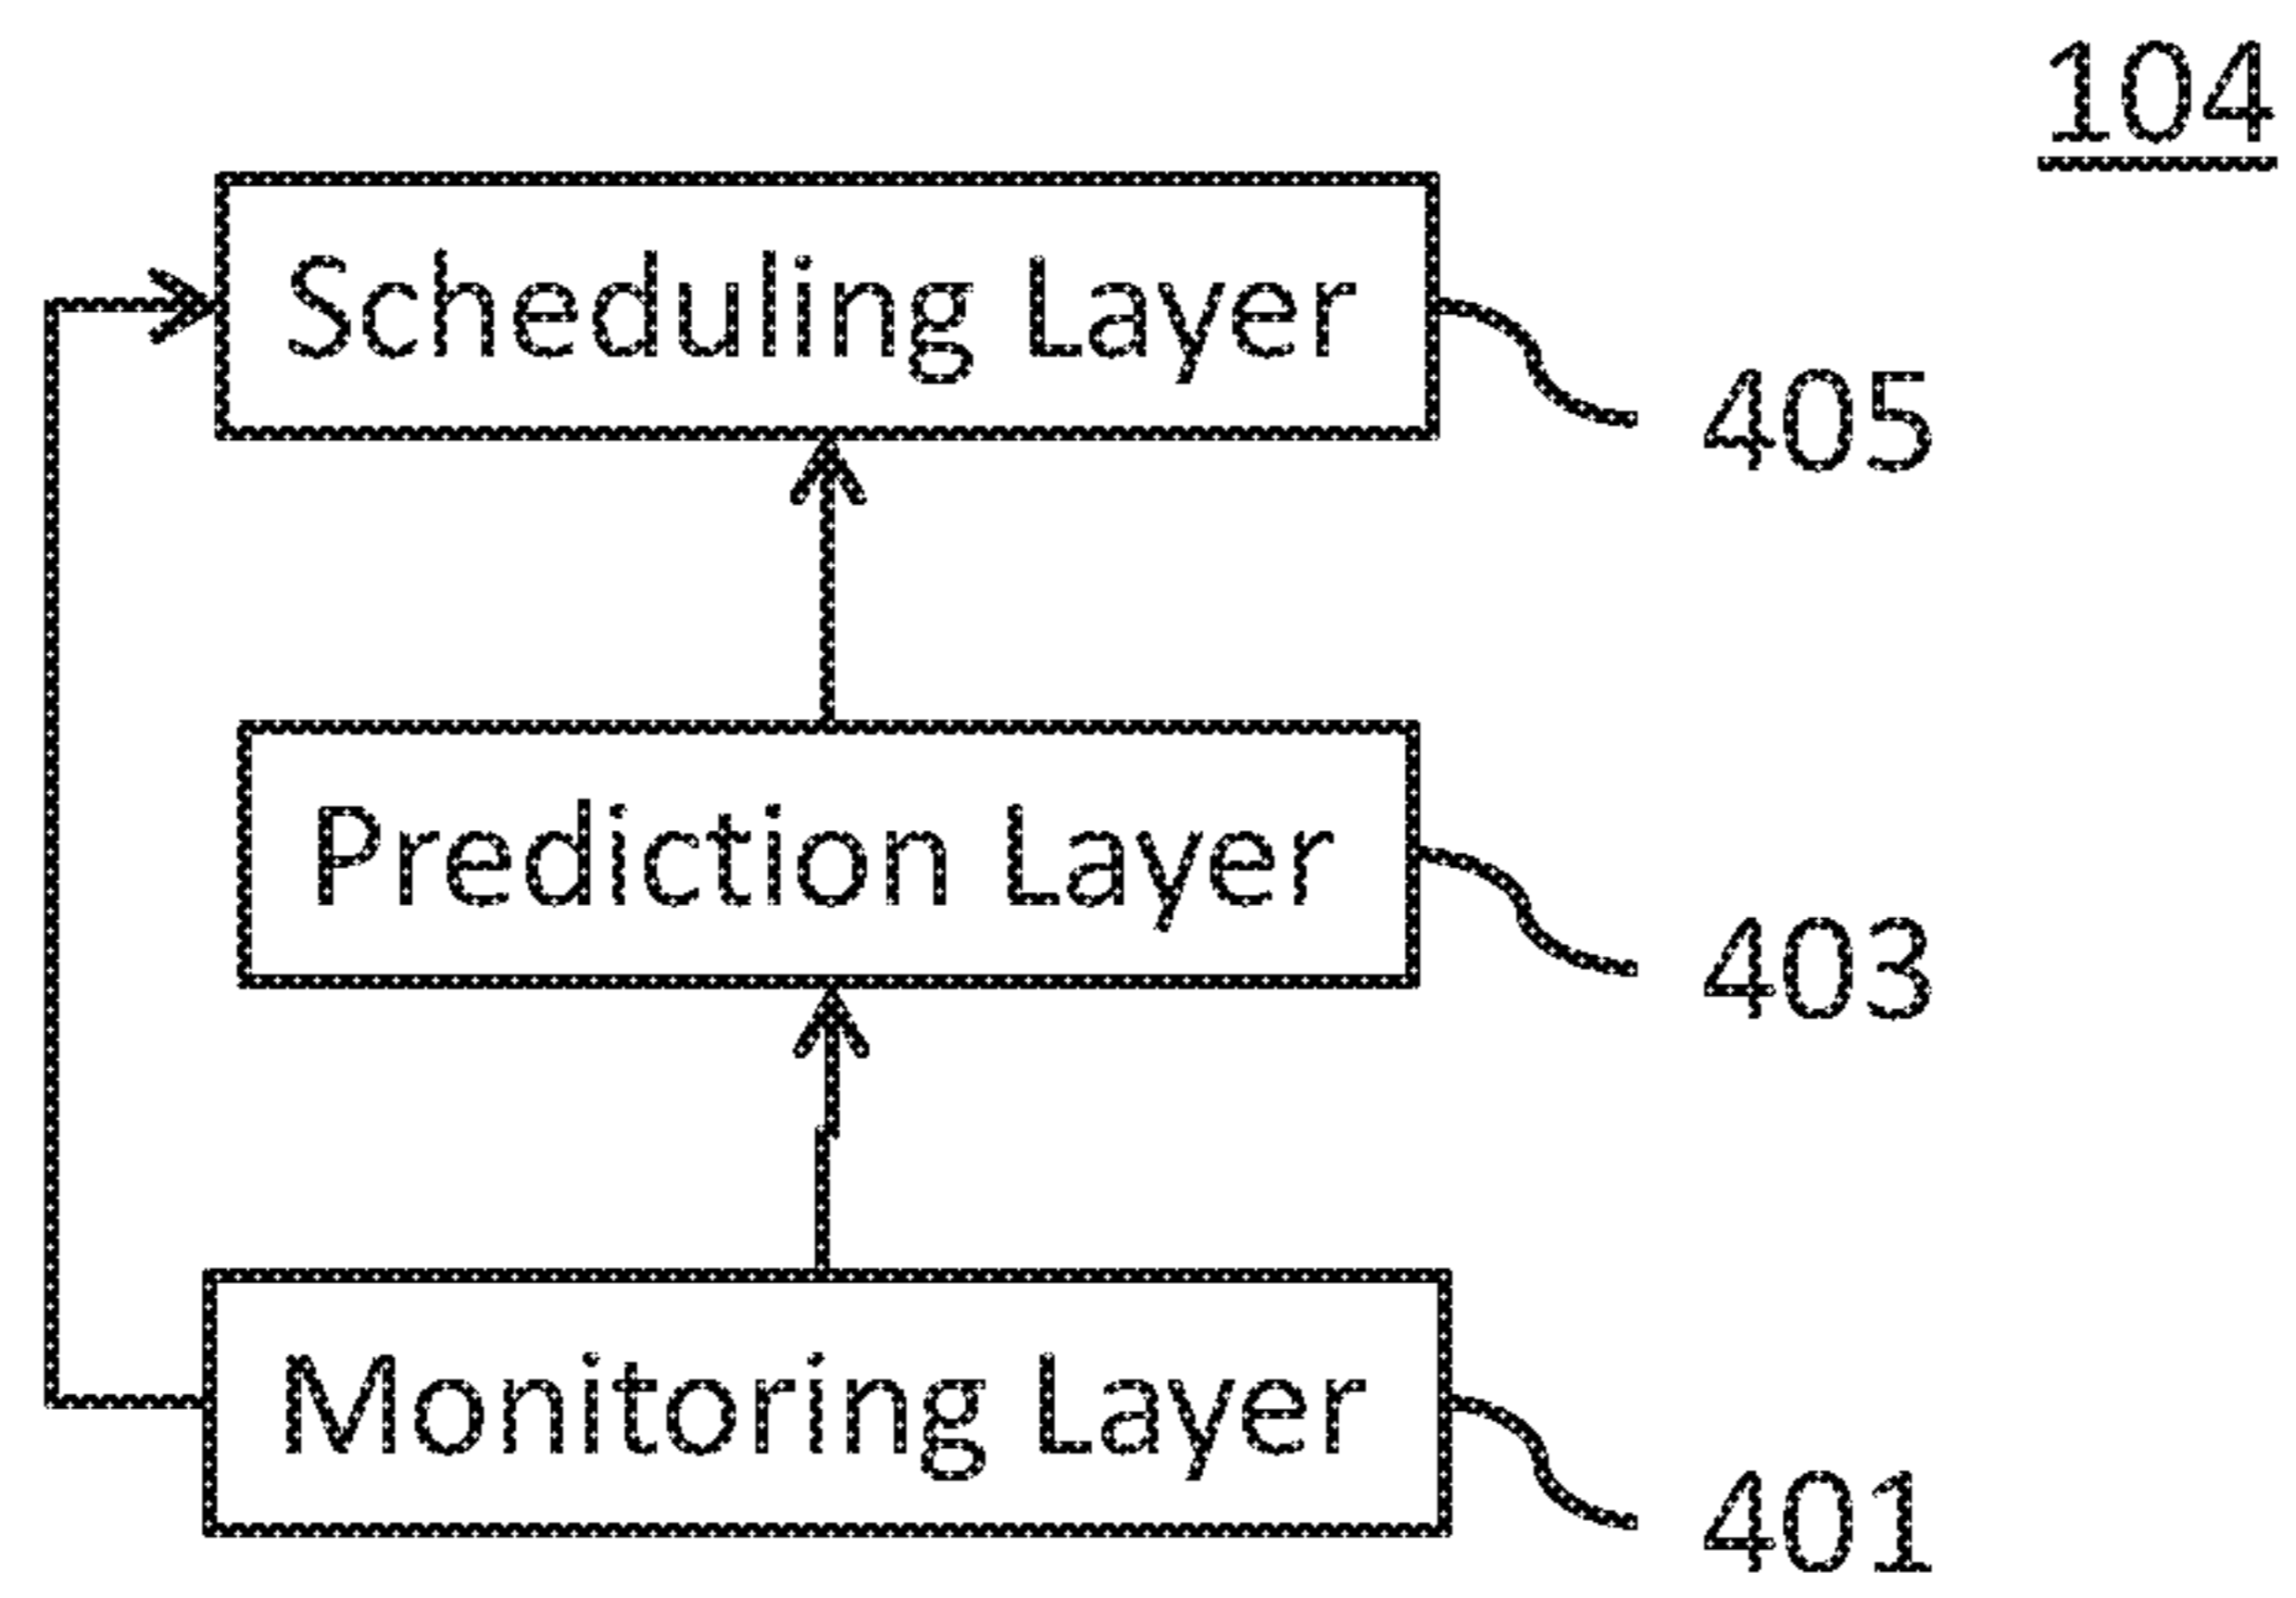 104
Scheduling Layer
405
Prediction Layer
403
Monitoring Layer
401